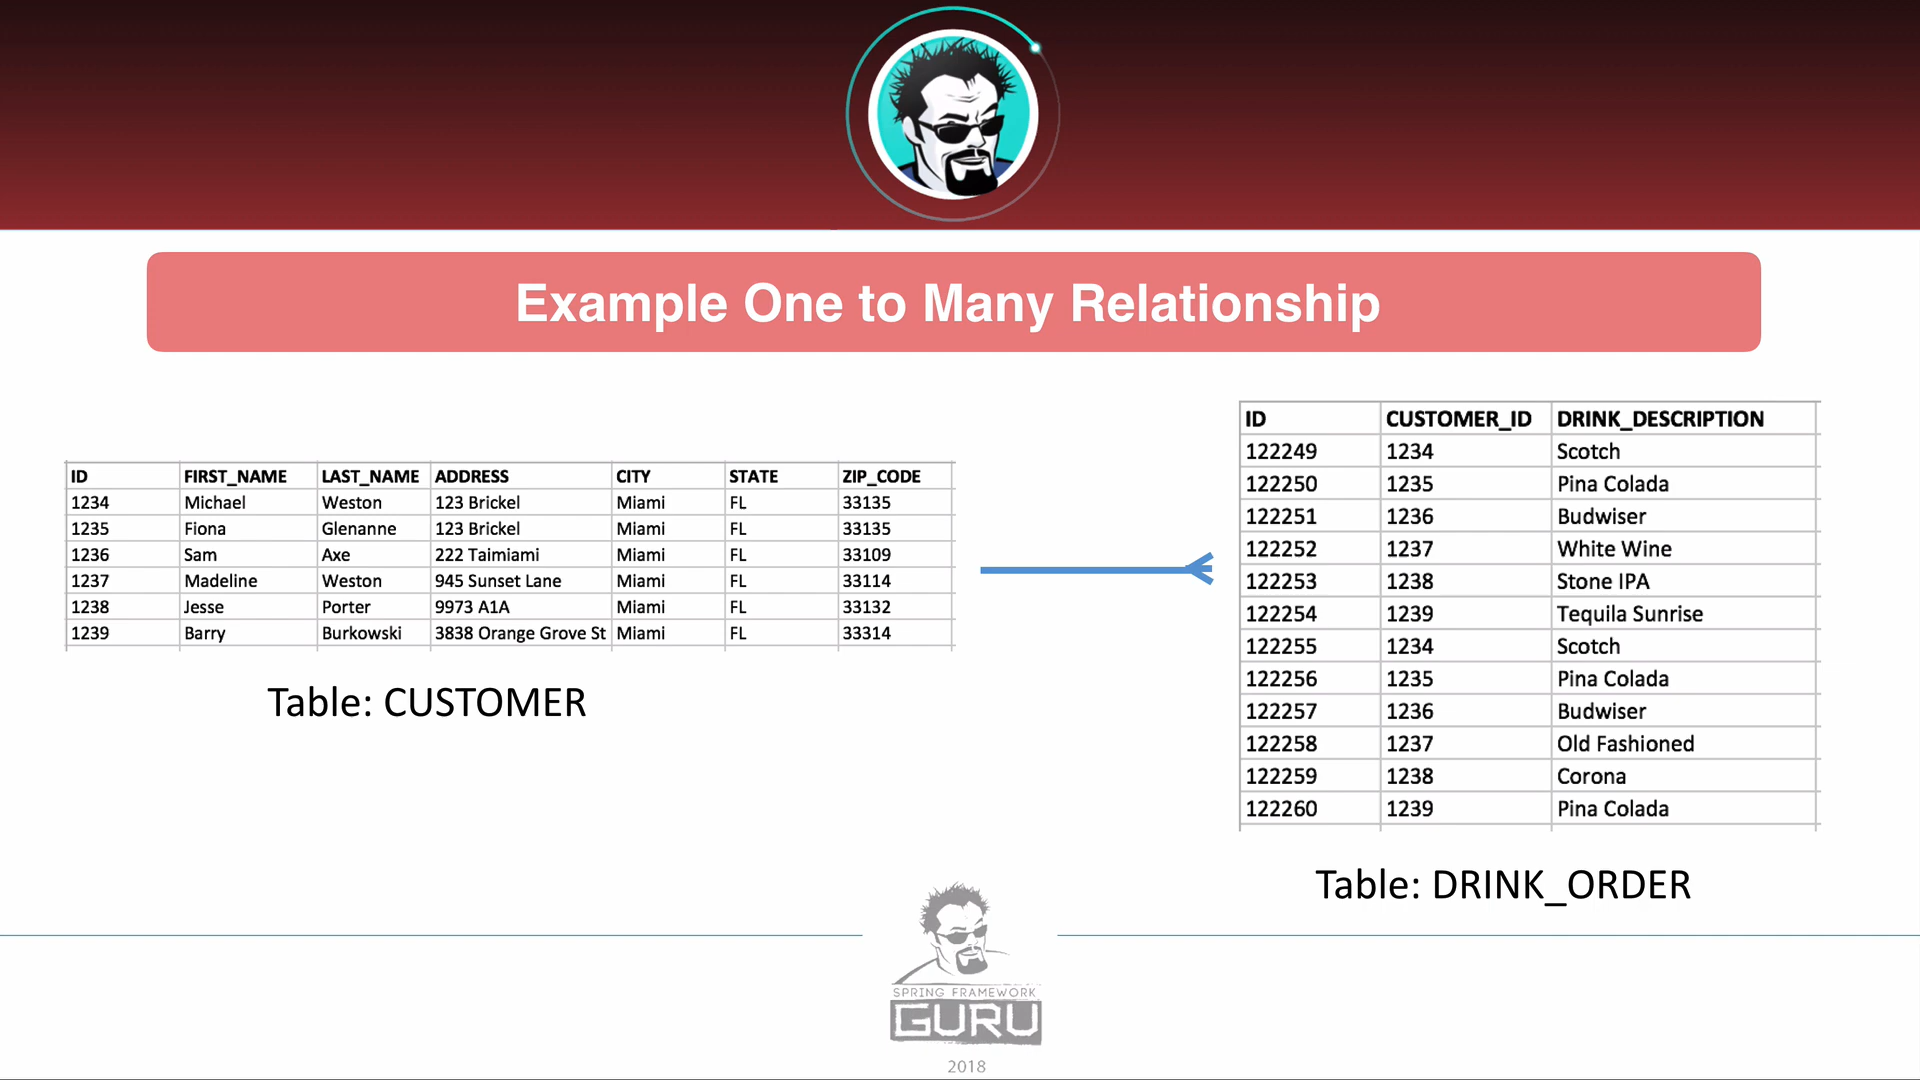 Example One to Many Relationship
ID FIRST_NAME LAST_NAME ADDRESS CITY STATE ZIP_CODE
1234 Michael Weston 123 Brickel Miami FL 33135
1235 Fiona Glenanne 123 Brickel Miami FL 33135
1236 Sam Axe 222 Taimiami Miami FL 33109
1237 Madeline Weston 945 Sunset Lane Miami FL 33114
1238 Jesse Porter 9973 A1A Miami FL 33132
1239 Barry Burkowski 3838 Orange Grove St Miami FL 33314
Table: CUSTOMER
ID CUSTOMER_ID DRINK_DESCRIPTION
122249 1234 Scotch
122250 1235 Pina Colada
122251 1236 Budwiser
122252 1237 White Wine
122253 1238 Stone IPA
122254 1239 Tequila Sunrise
122255 1234 Scotch
122256 1235 Pina Colada
122257 1236 Budwiser
122258 1237 Old Fashioned
122259 1238 Corona
122260 1239 Pina Colada
Table: DRINK_ORDER
SPRING FRAMEWORK
GURU
2018